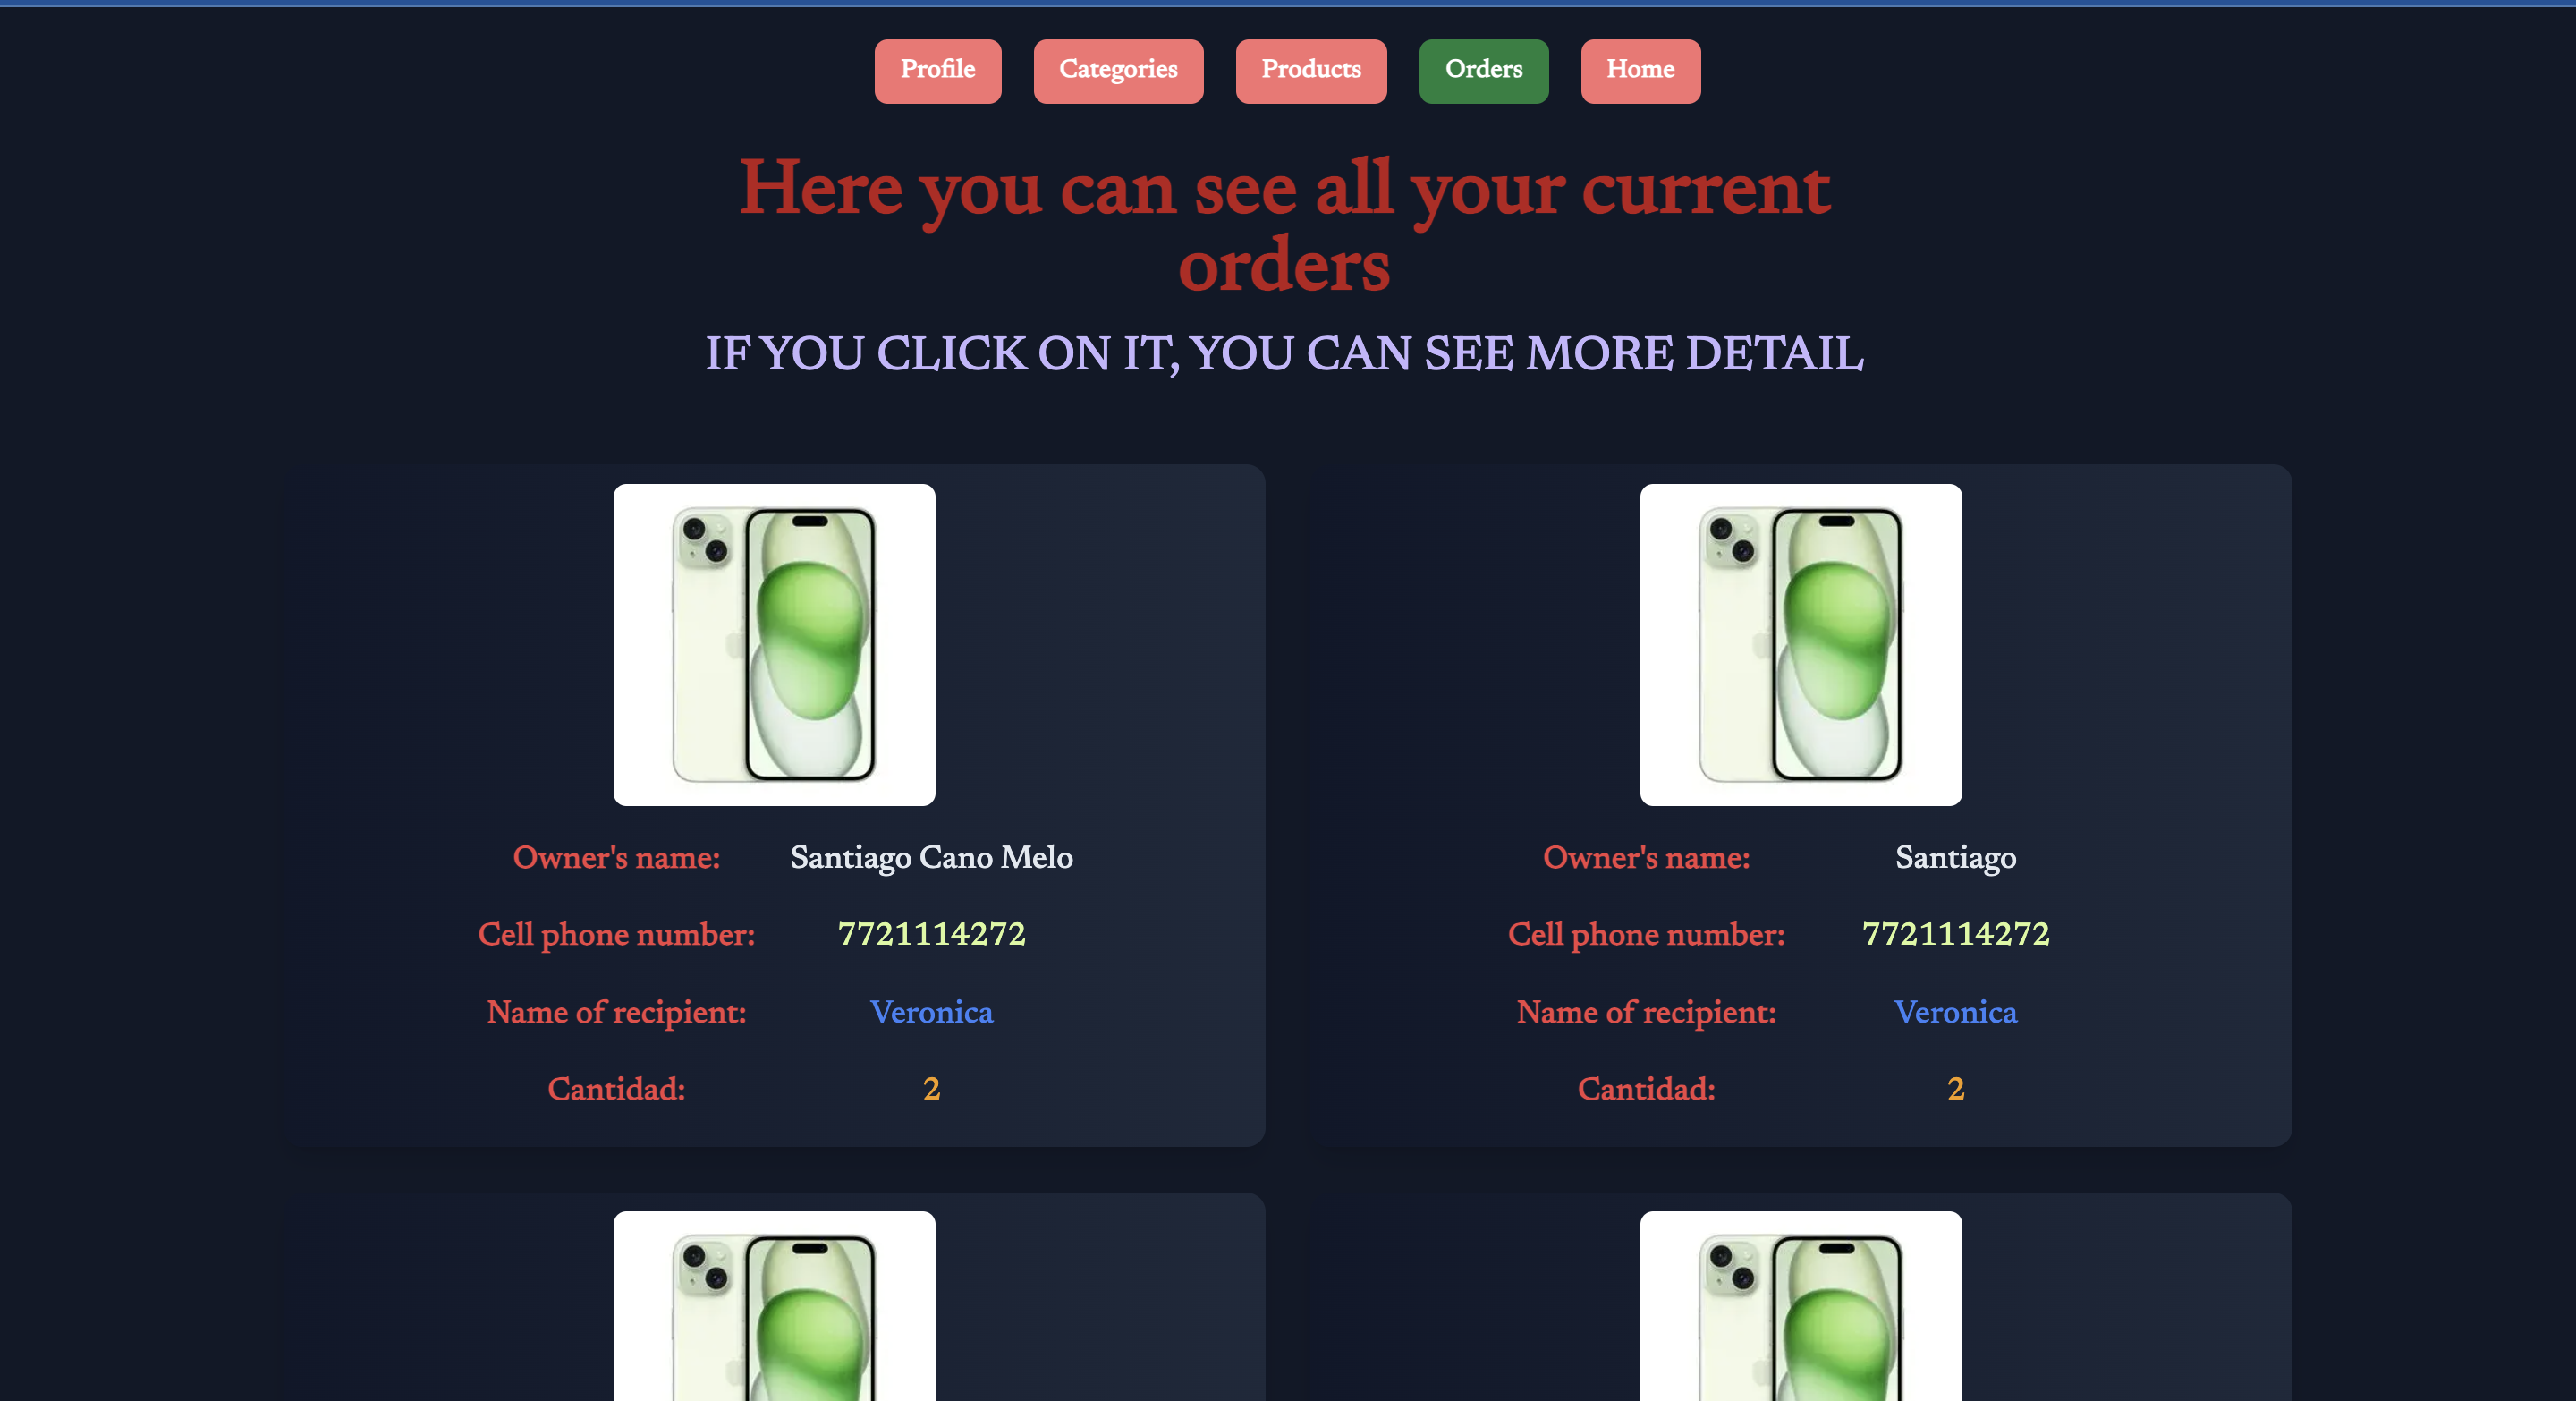 Profile Categories Products Orders Home
Here you can see all your current
orders
IF YOU CLICK ON IT, YOU CAN SEE MORE DETAIL
Owner's name: Santiago Cano Melo
Cell phone number: 7721114272
Name of recipient: Veronica
Cantidad: 2
Owner's name: Santiago
Cell phone number: 7721114272
Name of recipient: Veronica
Cantidad: 2